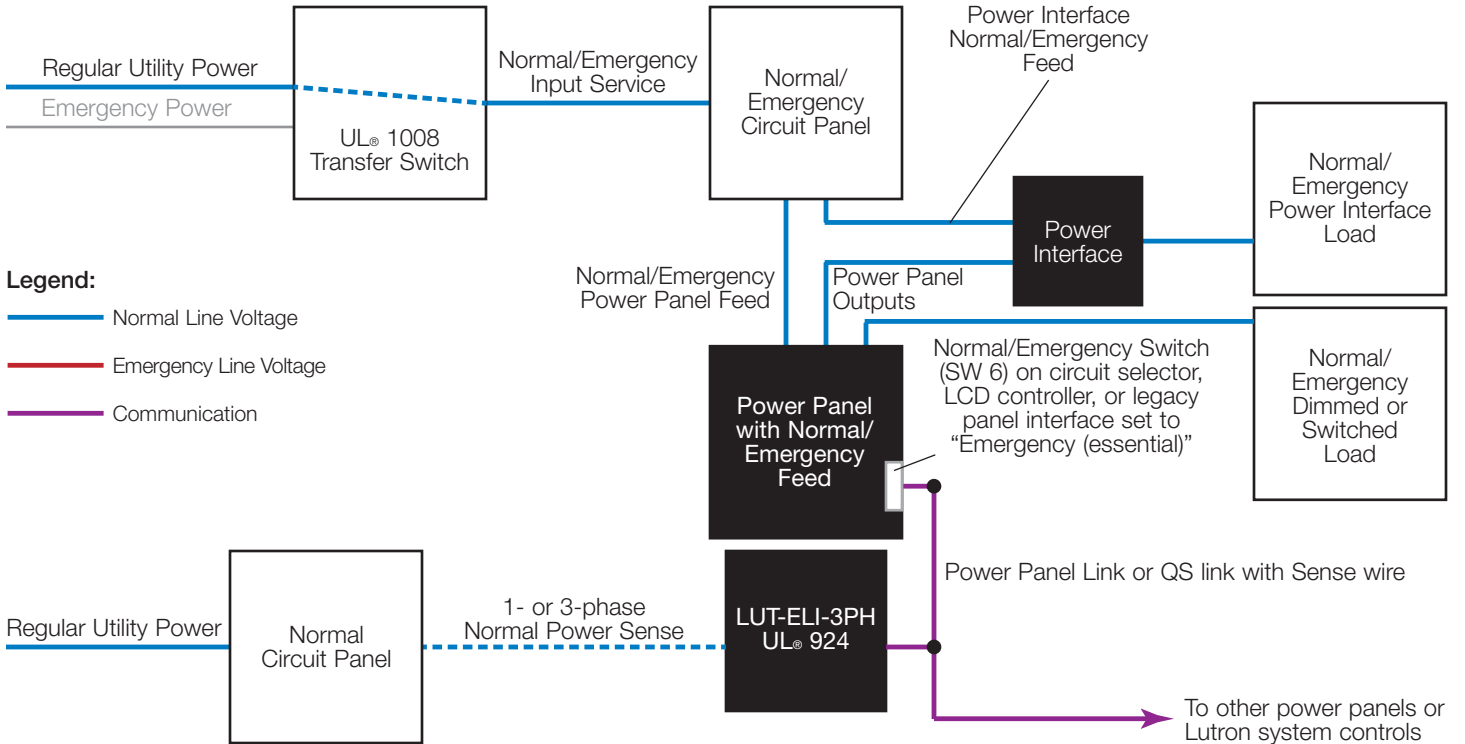 Regular Utility Power
Emergency Power
UL® 1008
Transfer Switch
Normal/Emergency
Input Service
Normal/
Emergency
Circuit Panel
Power Interface
Normal/Emergency
Feed
Power
Interface
Normal/
Emergency
Power Interface
Load
Legend:
Normal Line Voltage
Emergency Line Voltage
Communication
Normal/Emergency
Power Panel Feed
Power Panel
Outputs
Power Panel
with Normal/
Emergency
Feed
Normal/Emergency Switch
(SW 6) on circuit selector,
LCD controller, or legacy
panel interface set to
“Emergency (essential)”
Normal/
Emergency
Dimmed or
Switched
Load
Power Panel Link or QS link with Sense wire
Regular Utility Power
Normal
Circuit Panel
1- or 3-phase
Normal Power Sense
LUT-ELI-3PH
UL® 924
To other power panels or
Lutron system controls